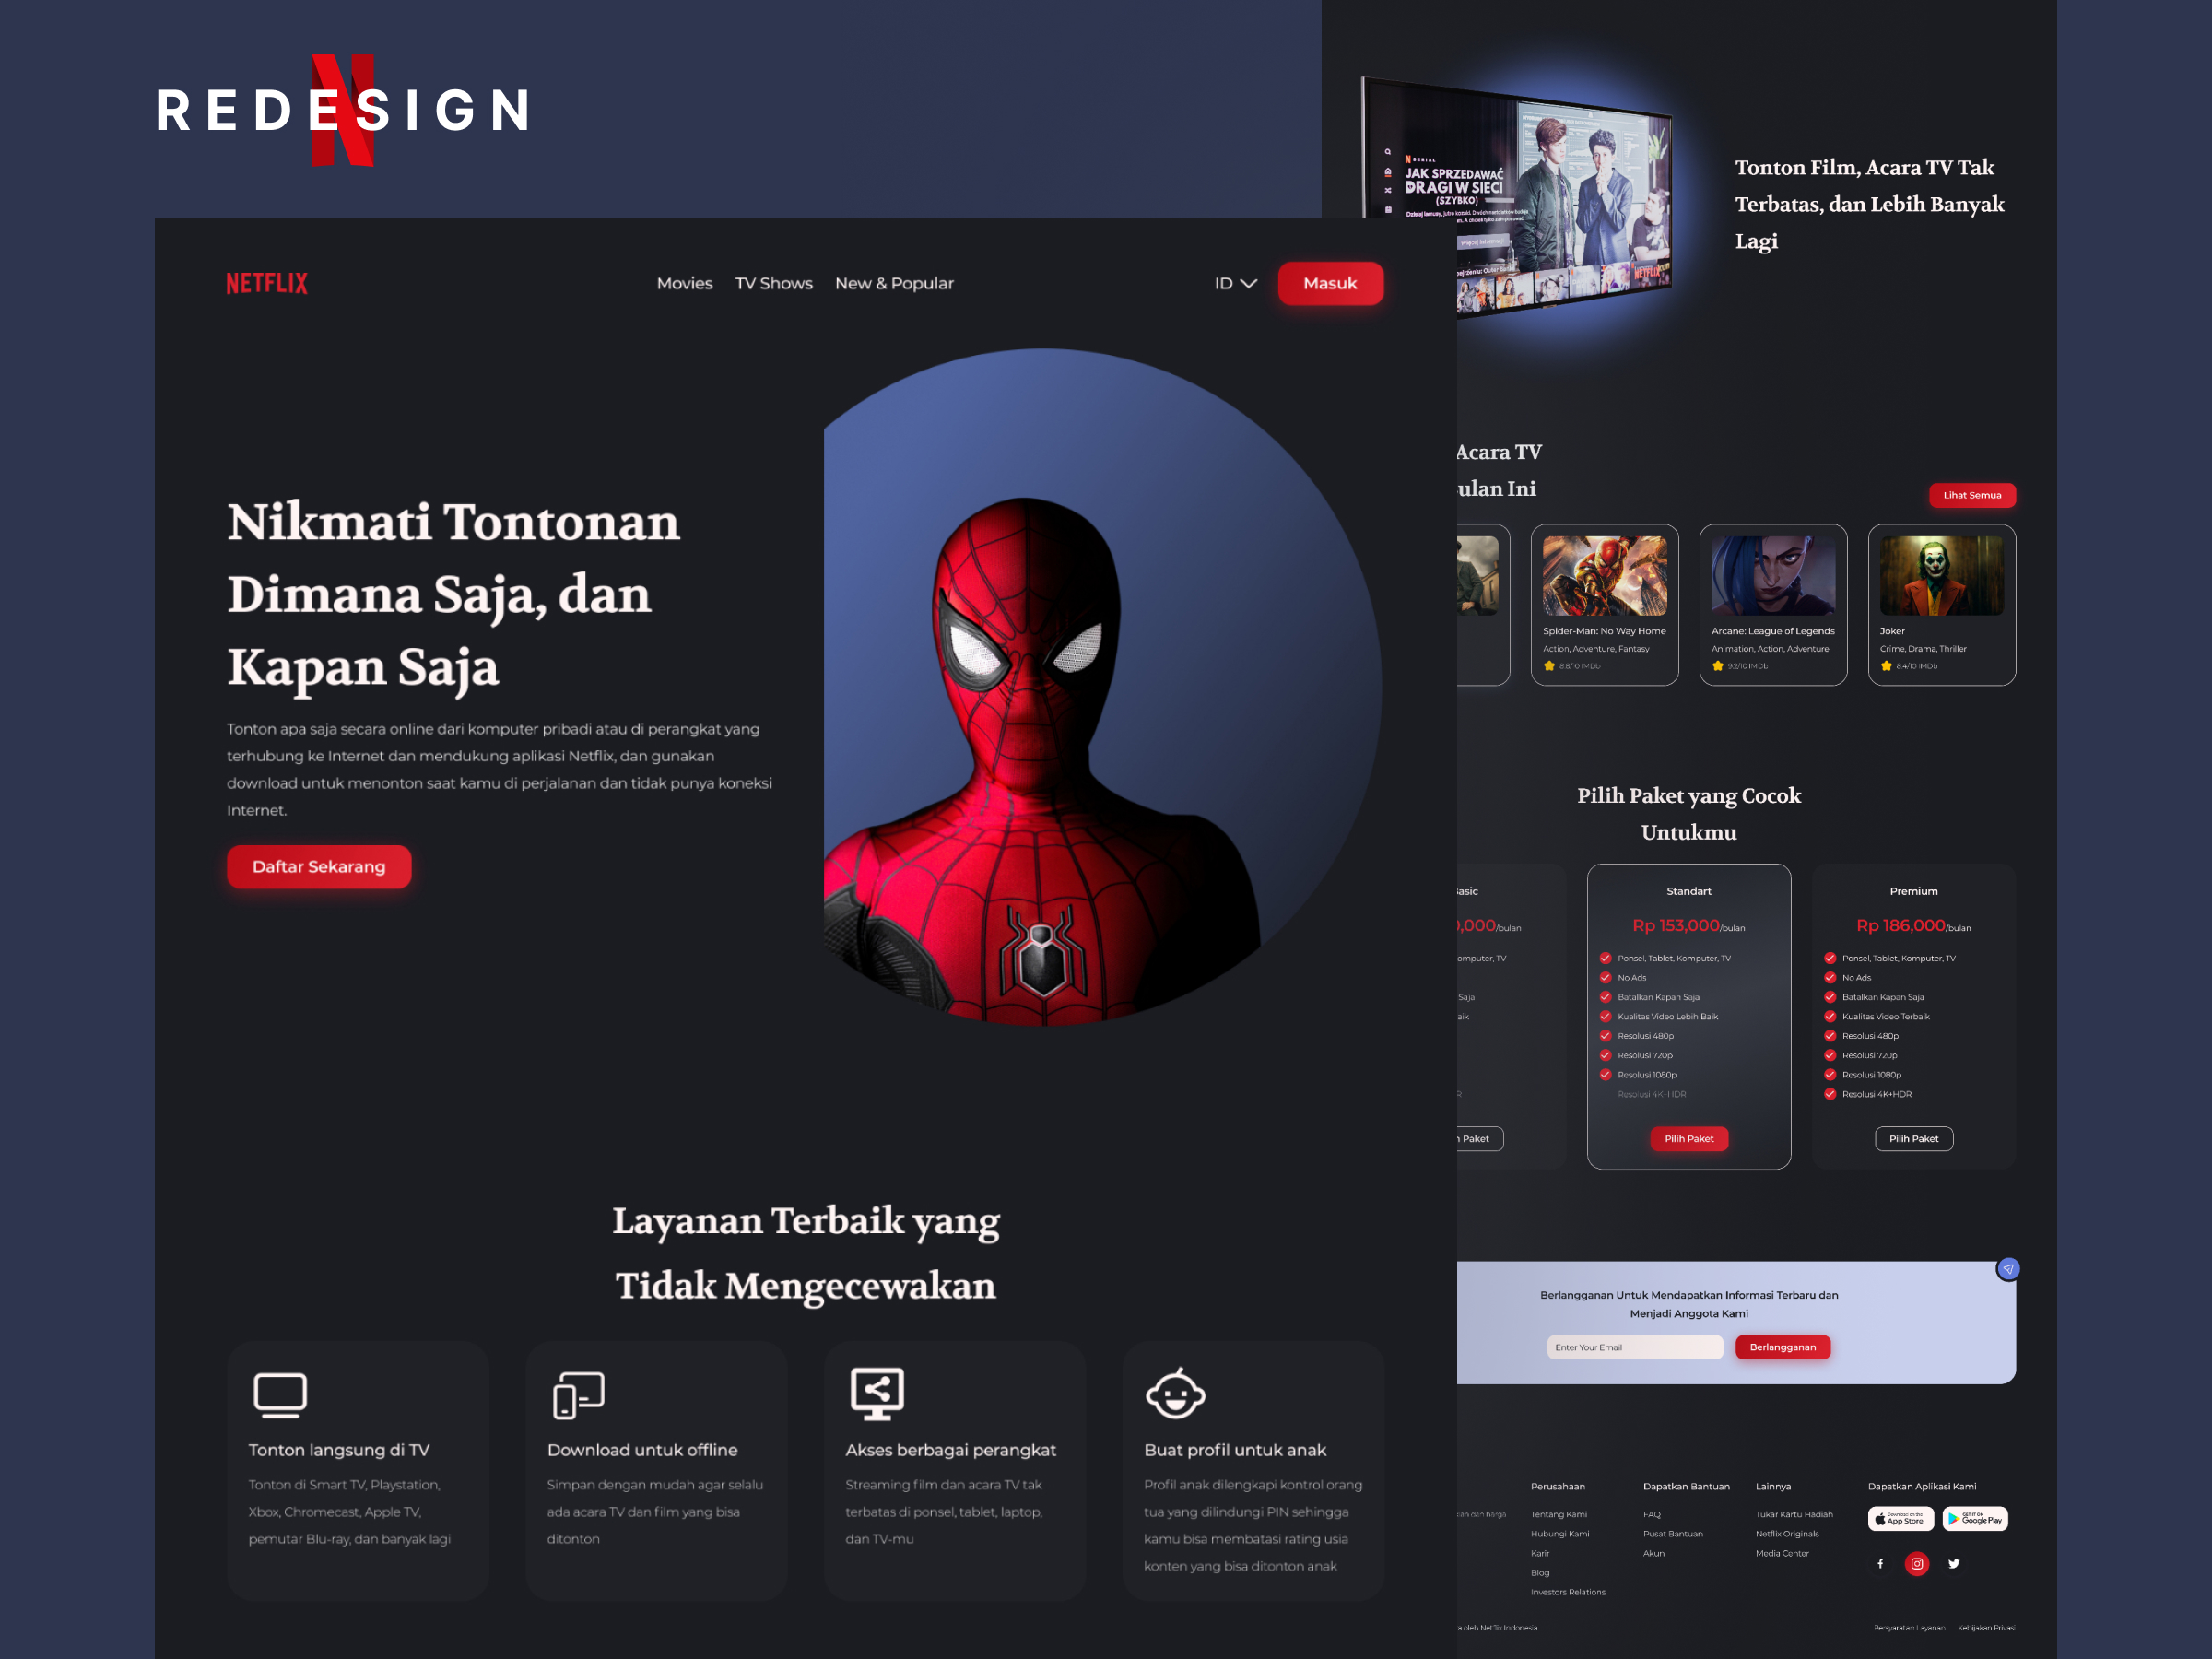 REDESIGN
NETFLIX
Movies TV Shows New & Popular
ID
Masuk
Nikmati Tontonan
Dimana Saja, dan
Kapan Saja
Tonton apa saja secara online dari komputer pribadi atau di perangkat yang
terhubung ke Internet dan mendukung aplikasi Netflix, dan gunakan
download untuk menonton saat kamu di perjalanan dan tidak punya koneksi
Internet.
Daftar Sekarang
Layanan Terbaik yang
Tidak Mengecewakan
Tonton langsung di TV
Tonton di Smart TV, Playstation,
Xbox, Chromecast, Apple TV,
pemutar Blu-ray, dan banyak lagi
Download untuk offline
Simpan dengan mudah agar selalu
ada acara TV dan film yang bisa
ditonton
Akses berbagai perangkat
Streaming film dan acara TV tak
terbatas di ponsel, tablet, laptop,
dan TV-mu
Buat profil untuk anak
Profil anak dilengkapi kontrol orang
tua yang dilindungi PIN sehingga
kamu bisa membatasi rating usia
konten yang bisa ditonton anak
SERIAL
JAK SPRZEDAWAĆ
DRAGI W SIECI
(SZYBKO)
NETFLIX
Tonton Film, Acara TV Tak
Terbatas, dan Lebih Banyak
Lagi
Acara TV
ulan Ini
Lihat Semua
Spider-Man: No Way Home
Action, Adventure, Fantasy
8.8/10 IMDb
Arcane: League of Legends
Animation, Action, Adventure
9.2/10 IMDb
Joker
Crime, Drama, Thriller
8.4/10 IMDb
Pilih Paket yang Cocok
Untukmu
asic
,000/bulan
omputer, TV
Saja
aik
R
Paket
Standart
Rp 153,000/bulan
Ponsel, Tablet, Komputer, TV
No Ads
Batalkan Kapan Saja
Kualitas Video Lebih Baik
Resolusi 480p
Resolusi 720p
Resolusi 1080p
Resolusi 4K+HDR
Pilih Paket
Premium
Rp 186,000/bulan
Ponsel, Tablet, Komputer, TV
No Ads
Batalkan Kapan Saja
Kualitas Video Terbaik
Resolusi 480p
Resolusi 720p
Resolusi 1080p
Resolusi 4K+HDR
Pilih Paket
Berlangganan Untuk Mendapatkan Informasi Terbaru dan
Menjadi Anggota Kami
Enter Your Email
Berlangganan
dan harga
Perusahaan
Tentang Kami
Hubungi Kami
Karir
Blog
Investors Relations
Dapatkan Bantuan
FAQ
Pusat Bantuan
Akun
Lainnya
Tukar Kartu Hadiah
Netflix Originals
Media Center
Dapatkan Aplikasi Kami
Download on the
App Store
GET IT ON
Google Play
oleh Netflix Indonesia
Persyaratan Layanan Kebijakan Privasi